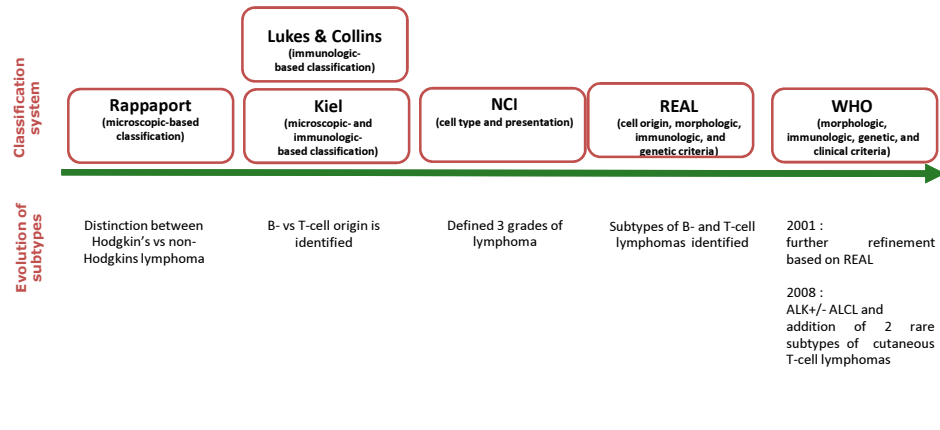 Classification
system
Lukes & Collins
(immunologic-
based classification)
Rappaport
(microscopic-based
classification)
Kiel
(microscopic- and
immunologic-
based classification)
NCI
(cell type and presentation)
REAL
(cell origin, morphologic,
immunologic, and
genetic criteria)
WHO
(morphologic,
immunologic, genetic, and
clinical criteria)
Evolution of
subtypes
Distinction between
Hodgkin's vs non-
Hodgkins lymphoma
B- vs T-cell origin is
identified
Defined 3 grades of
lymphoma
Subtypes of B- and T-cell
lymphomas identified
2001 :
further refinement
based on REAL
2008 :
ALK+/- ALCL and
addition of 2 rare
subtypes of cutaneous
T-cell lymphomas